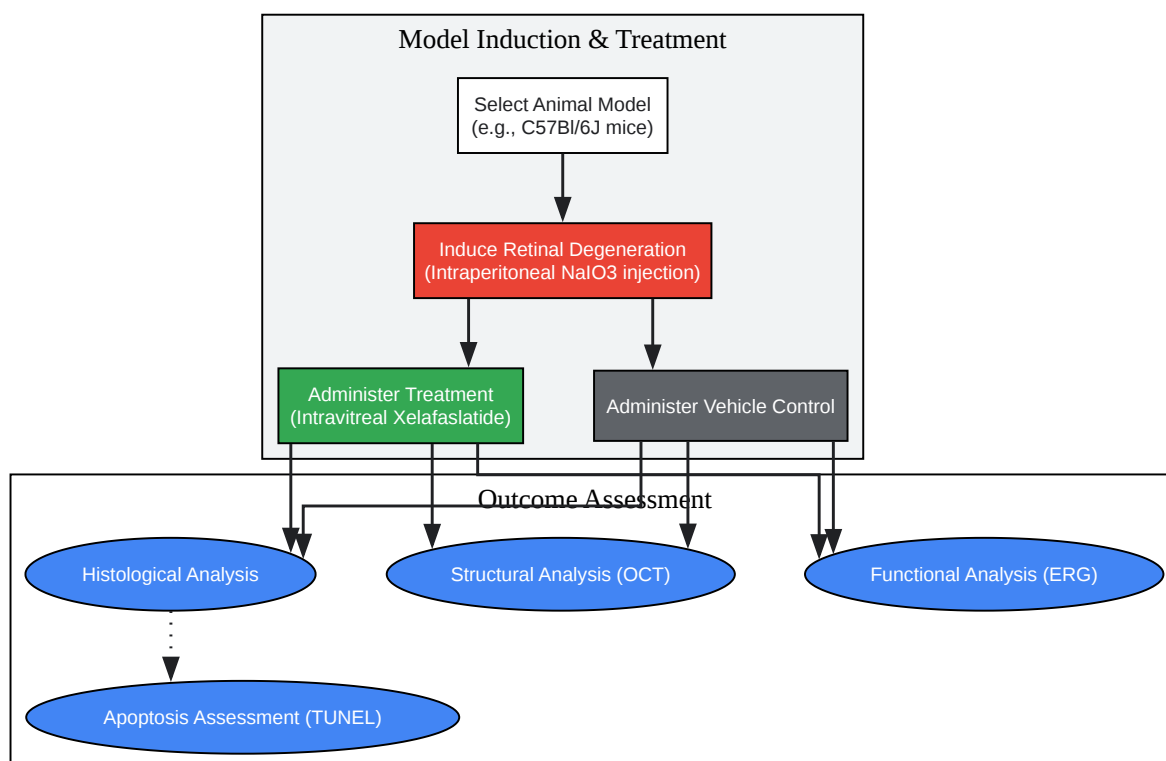 Model Induction & Treatment
Select Animal Model
(e.g., C57Bl/6J mice)
Induce Retinal Degeneration
(Intraperitoneal NaIO3 injection)
Administer Treatment
(Intravitreal Xelafaslatide)
Administer Vehicle Control
Outcome Assessment
Histological Analysis
Structural Analysis (OCT)
Functional Analysis (ERG)
Apoptosis Assessment (TUNEL)